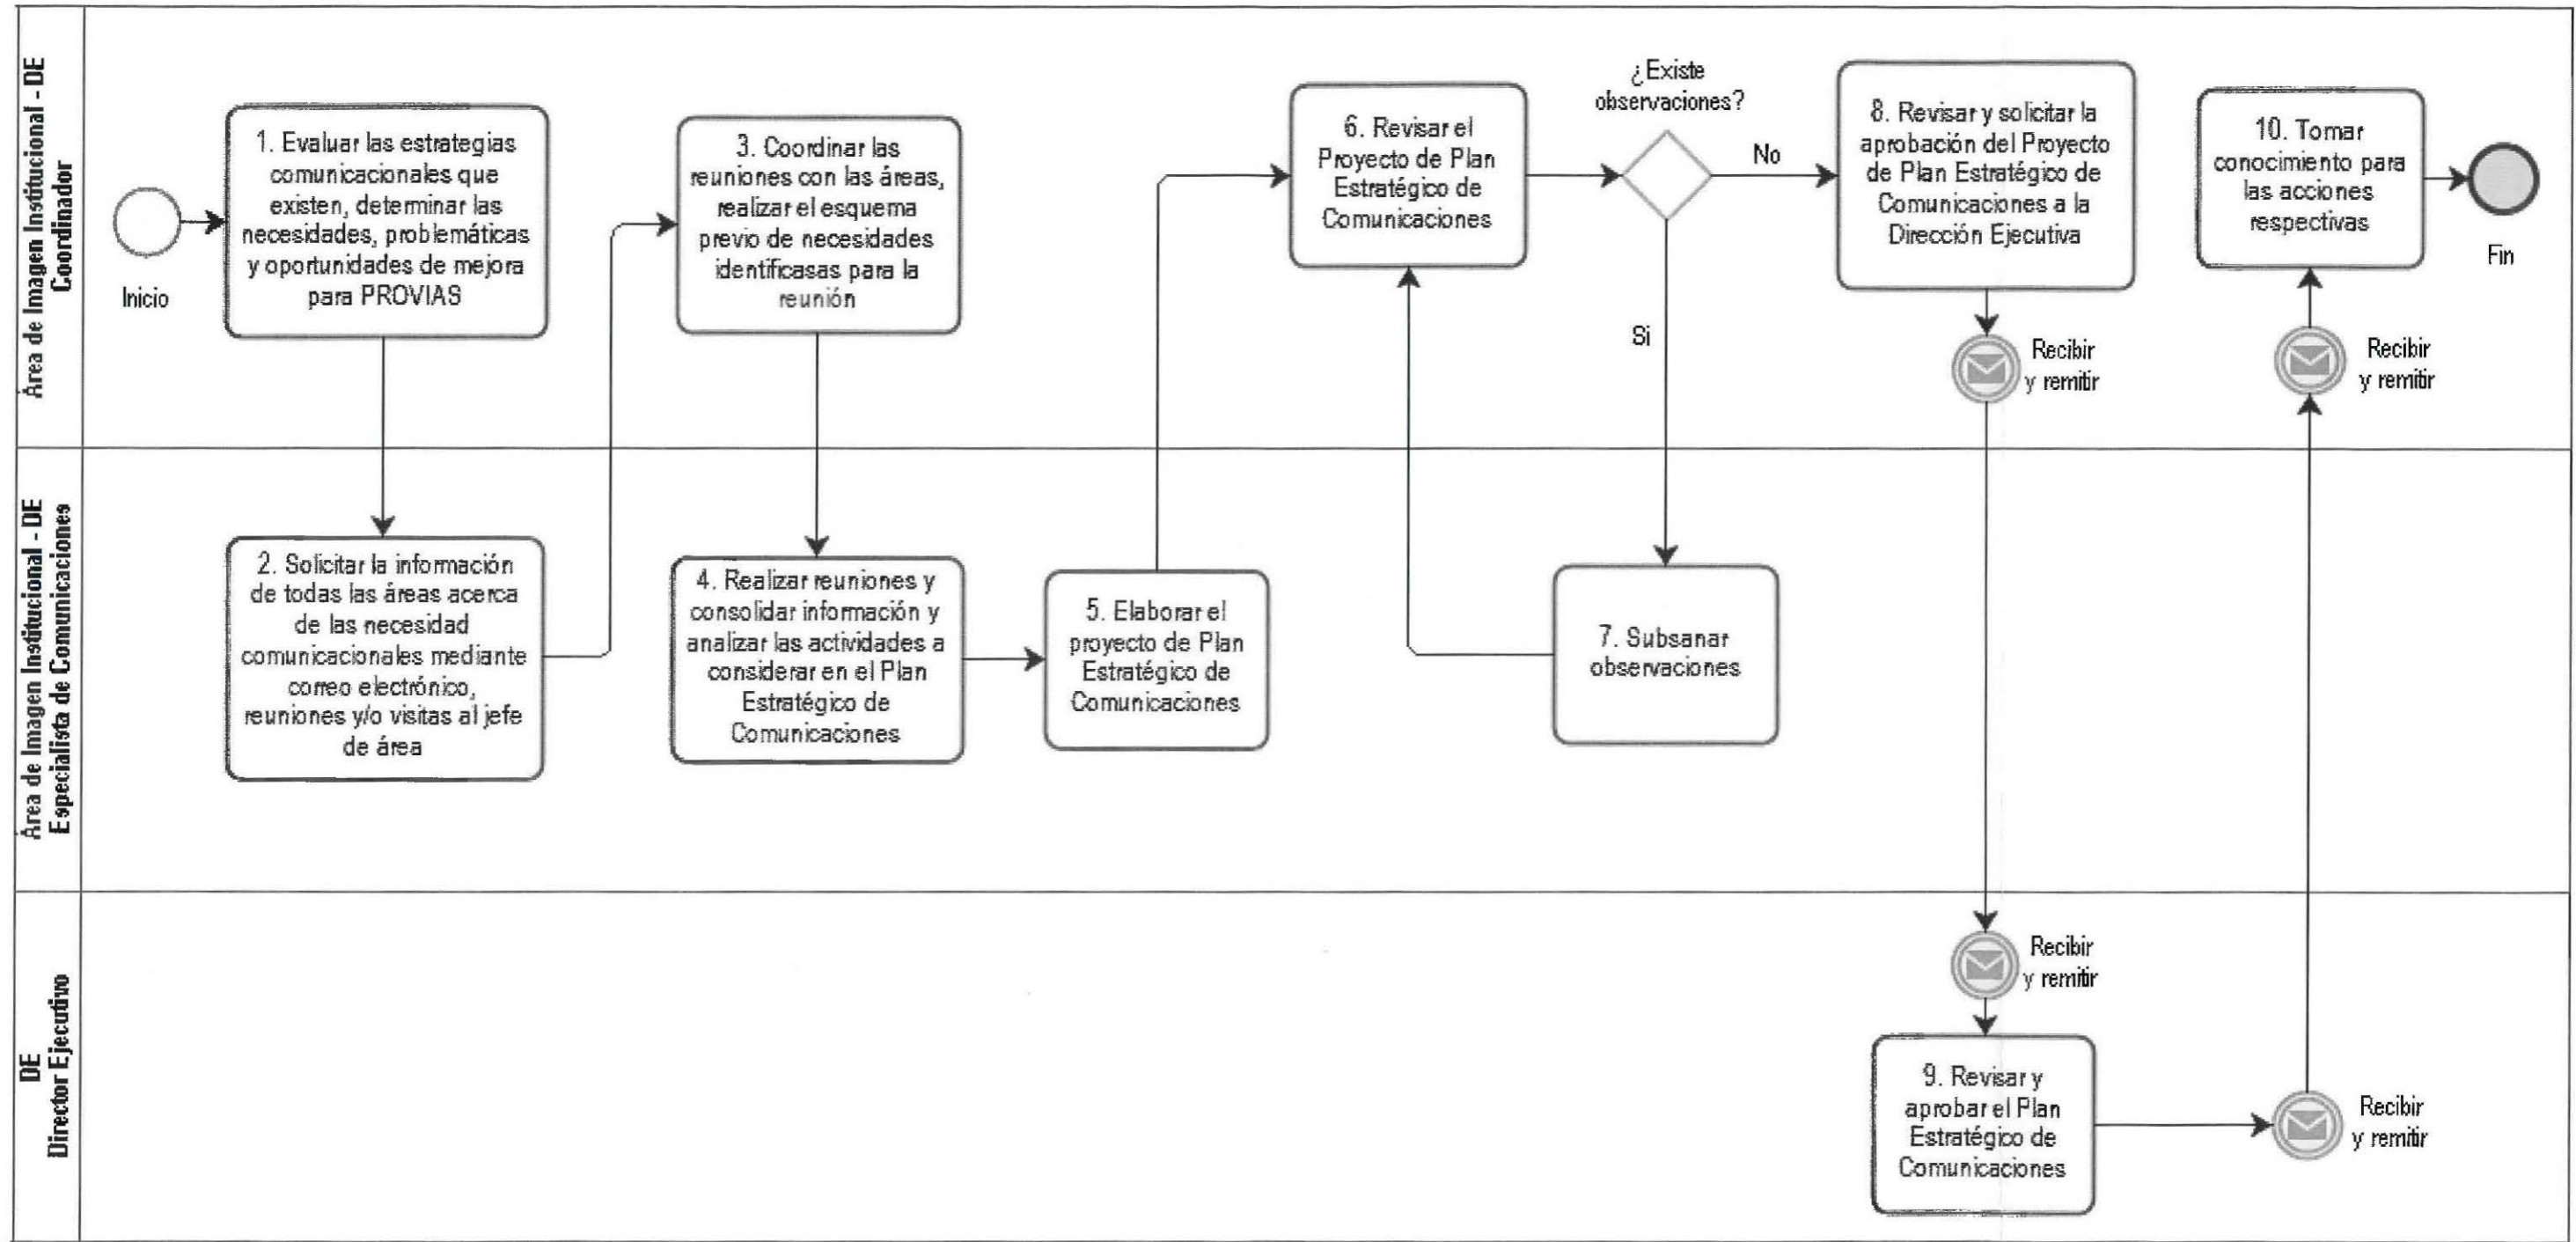 Área de Imagen Institucional - DE
Coordinador
Inicio
1. Evaluar las estrategias
comunicacionales que
existen, determinar las
necesidades, problemáticas
y oportunidades de mejora
para PROVIAS
3. Coordinar las
reuniones con las áreas,
realizar el esquema
previo de necesidades
identificasas para la
reunión
6. Revisar el
Proyecto de Plan
Estratégico de
Comunicaciones
¿Existe
observaciones?
No
Si
8. Revisar y solicitar la
aprobación del Proyecto
de Plan Estratégico de
Comunicaciones a la
Dirección Ejecutiva
Recibir
y remitir
10. Tomar
conocimiento para
las acciones
respectivas
Recibir
y remitir
Fin
Área de Imagen Institucional - DE
Especialista de Comunicaciones
2. Solicitar la información
de todas las áreas acerca
de las necesidad
comunicacionales mediante
correo electrónico,
reuniones y/o visitas al jefe
de área
4. Realizar reuniones y
consolidar información y
analizar las actividades a
considerar en el Plan
Estratégico de
Comunicaciones
5. Elaborar el
proyecto de Plan
Estratégico de
Comunicaciones
7. Subsanar
observaciones
DE
Director Ejecutivo
Recibir
y remitir
9. Revisar y
aprobar el Plan
Estratégico de
Comunicaciones
Recibir
y remitir